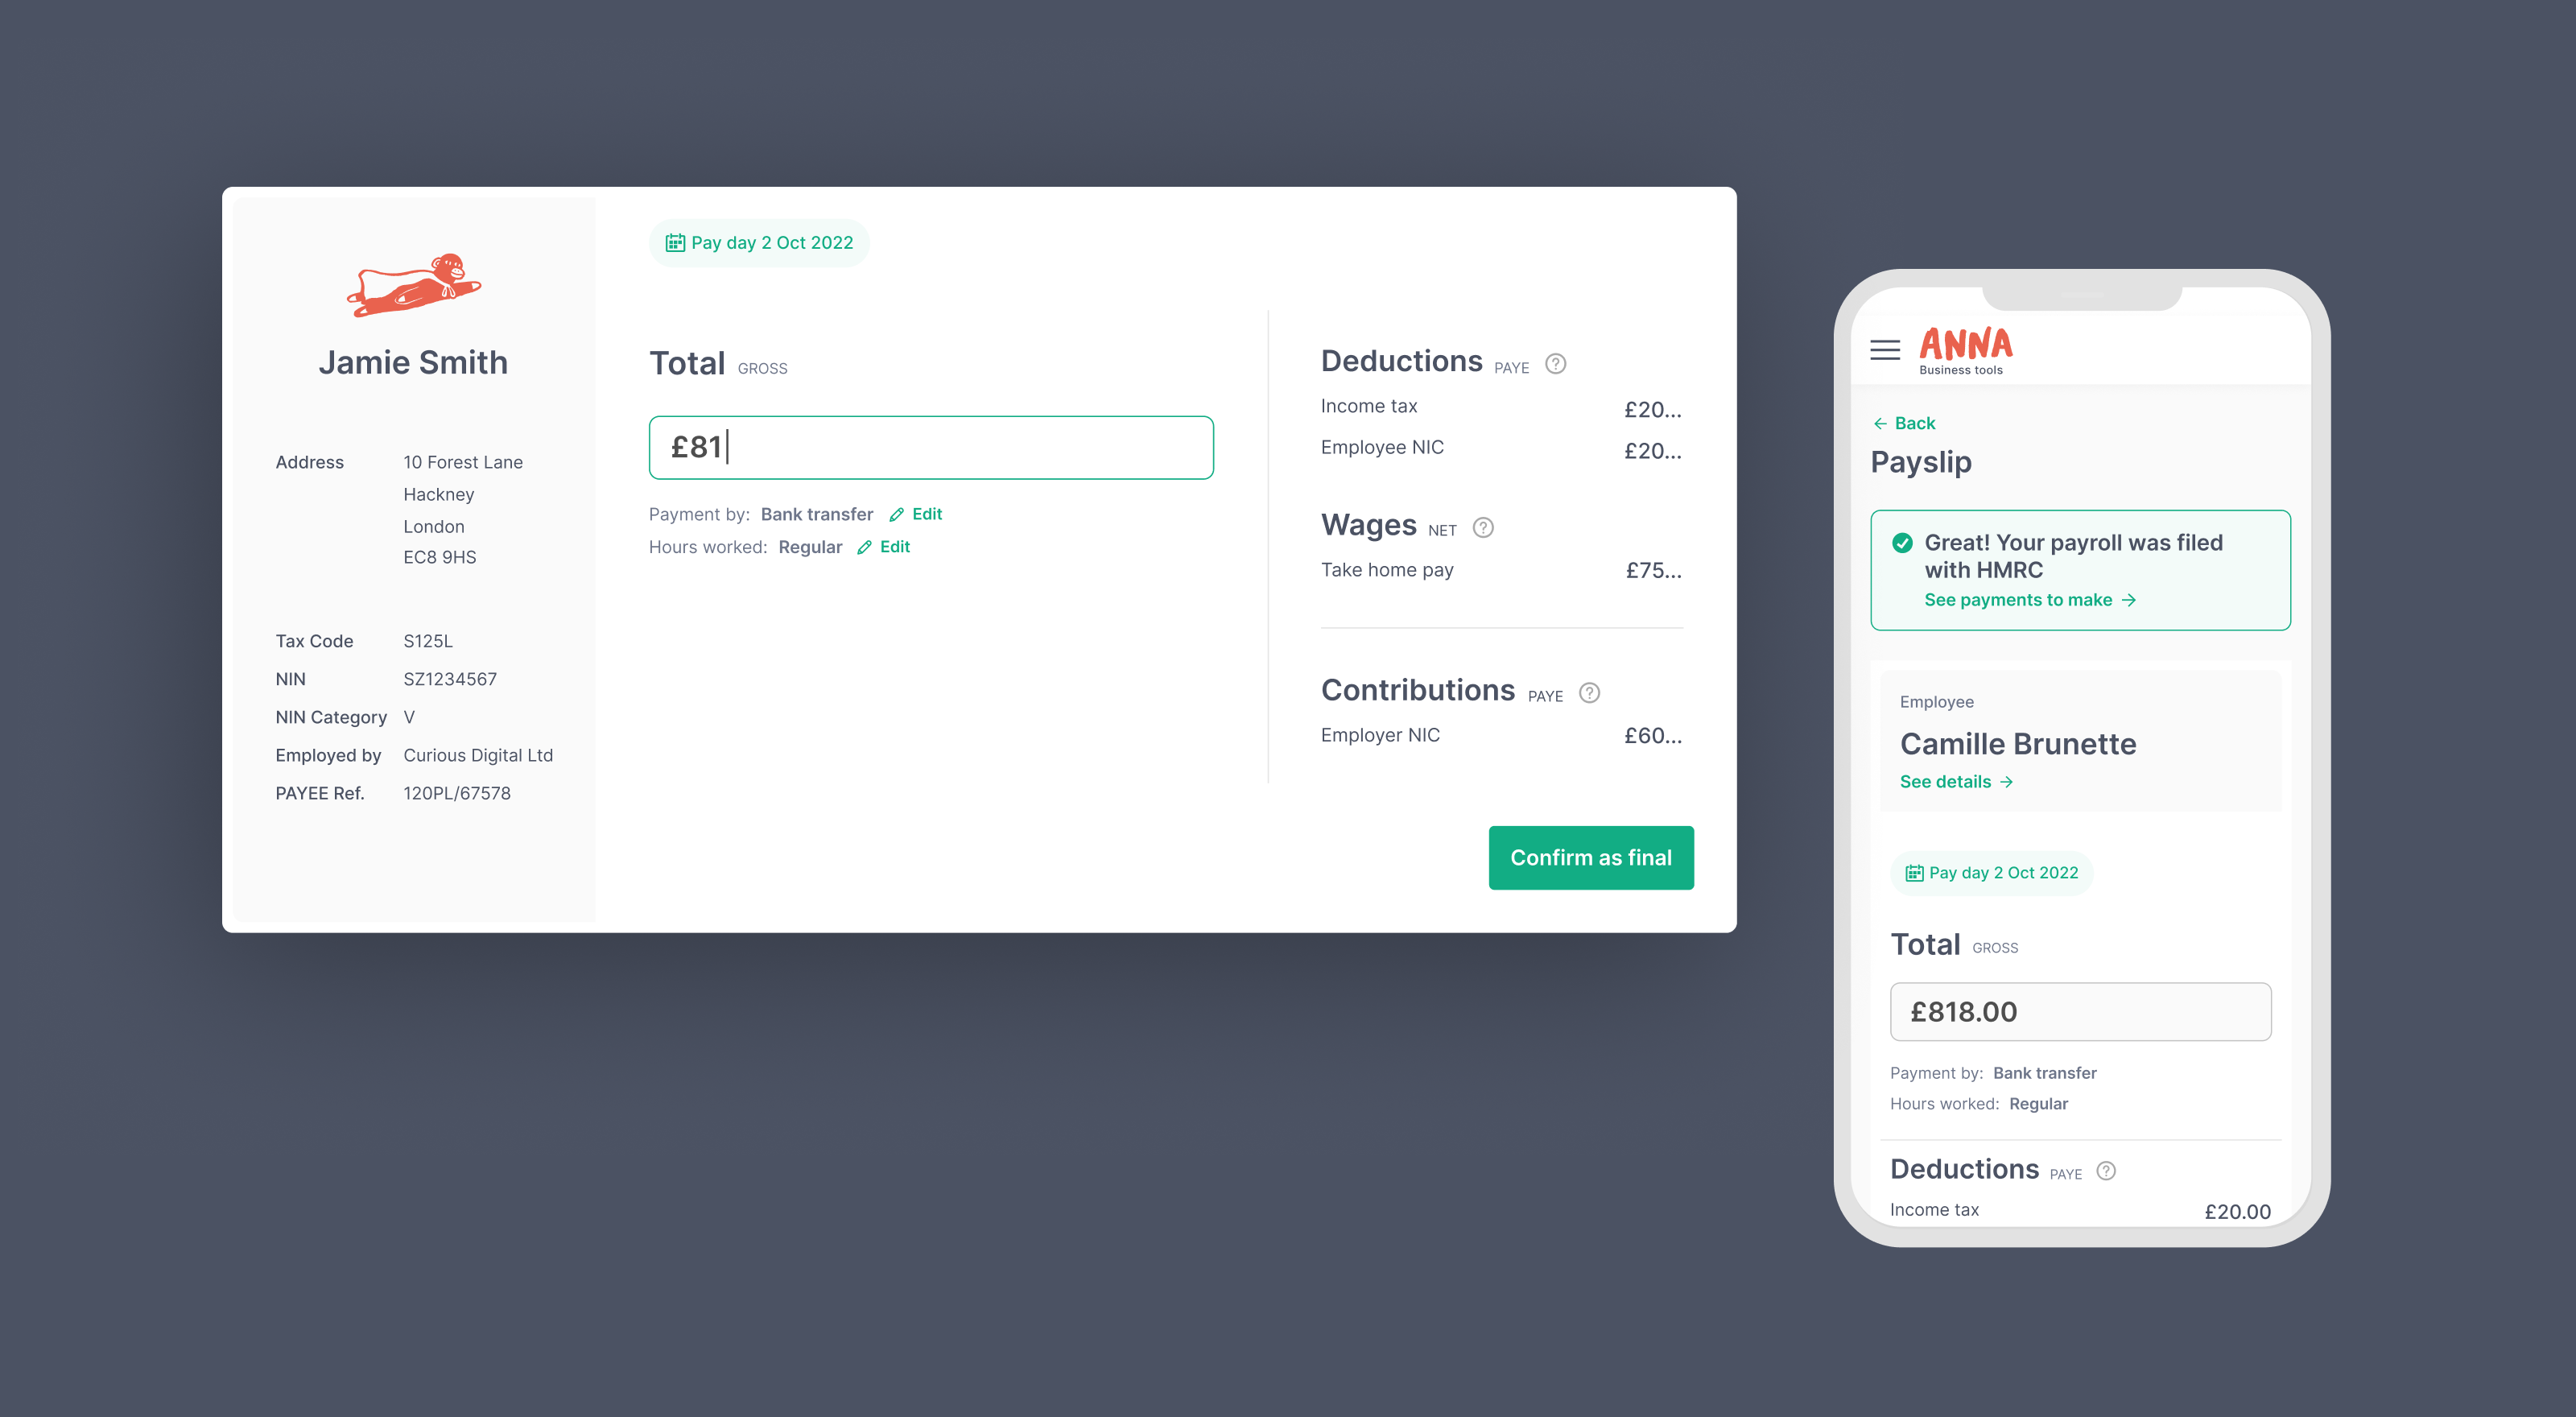 Jamie Smith
Address 10 Forest Lane
Hackney
London
EC8 9HS
Tax Code S125L
NIN SZ1234567
NIN Category V
Employed by Curious Digital Ltd
PAYEE Ref. 120PL/67578
Pay day 2 Oct 2022
Total GROSS
£81
Payment by: Bank transfer Edit
Hours worked: Regular Edit
Deductions PAYE ?
Income tax £20...
Employee NIC £20...
Wages NET ?
Take home pay £75...
Contributions PAYE ?
Employer NIC £60...
Confirm as final
ANNA
Business tools
Back
Payslip
Great! Your payroll was filed
with HMRC
See payments to make
Employee
Camille Brunette
See details
Pay day 2 Oct 2022
Total GROSS
£818.00
Payment by: Bank transfer
Hours worked: Regular
Deductions PAYE ?
Income tax £20.00